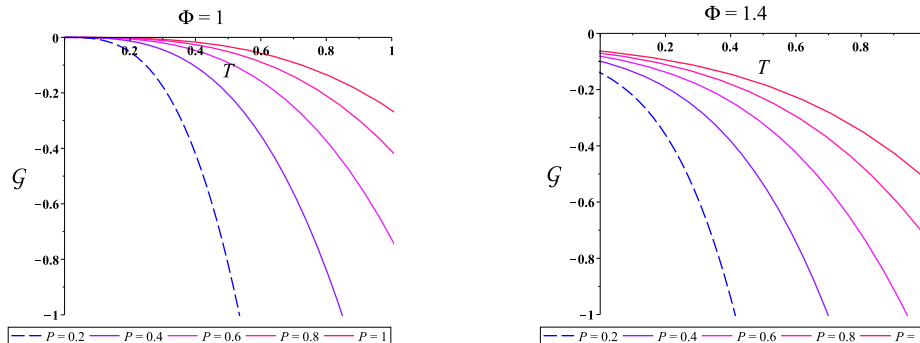 Φ = 1
0
0.2 0.4 0.6 0.8 1
T
−0.2
−0.4
𝒢
−0.6
−0.8
−1
P = 0.2 P = 0.4 P = 0.6 P = 0.8 P = 1
Φ = 1.4
0
0.2 0.4 0.6 0.8
T
−0.2
−0.4
𝒢
−0.6
−0.8
−1
P = 0.2 P = 0.4 P = 0.6 P = 0.8 P =